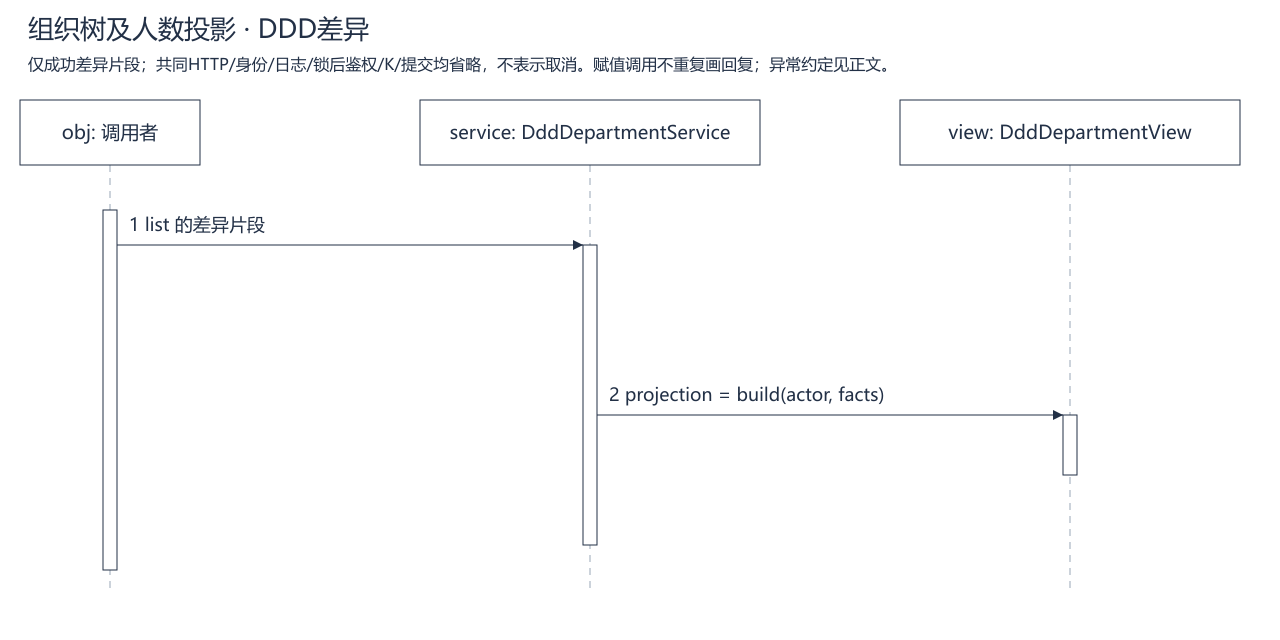 组织树及人数投影 · DDD差异
仅成功差异片段；共同HTTP/身份/日志/锁后鉴权/K/提交均省略，不表示取消。赋值调用不重复画回复；异常约定见正文。
obj: 调用者
service: DddDepartmentService
view: DddDepartmentView
1 list 的差异片段
2 projection = build(actor, facts)